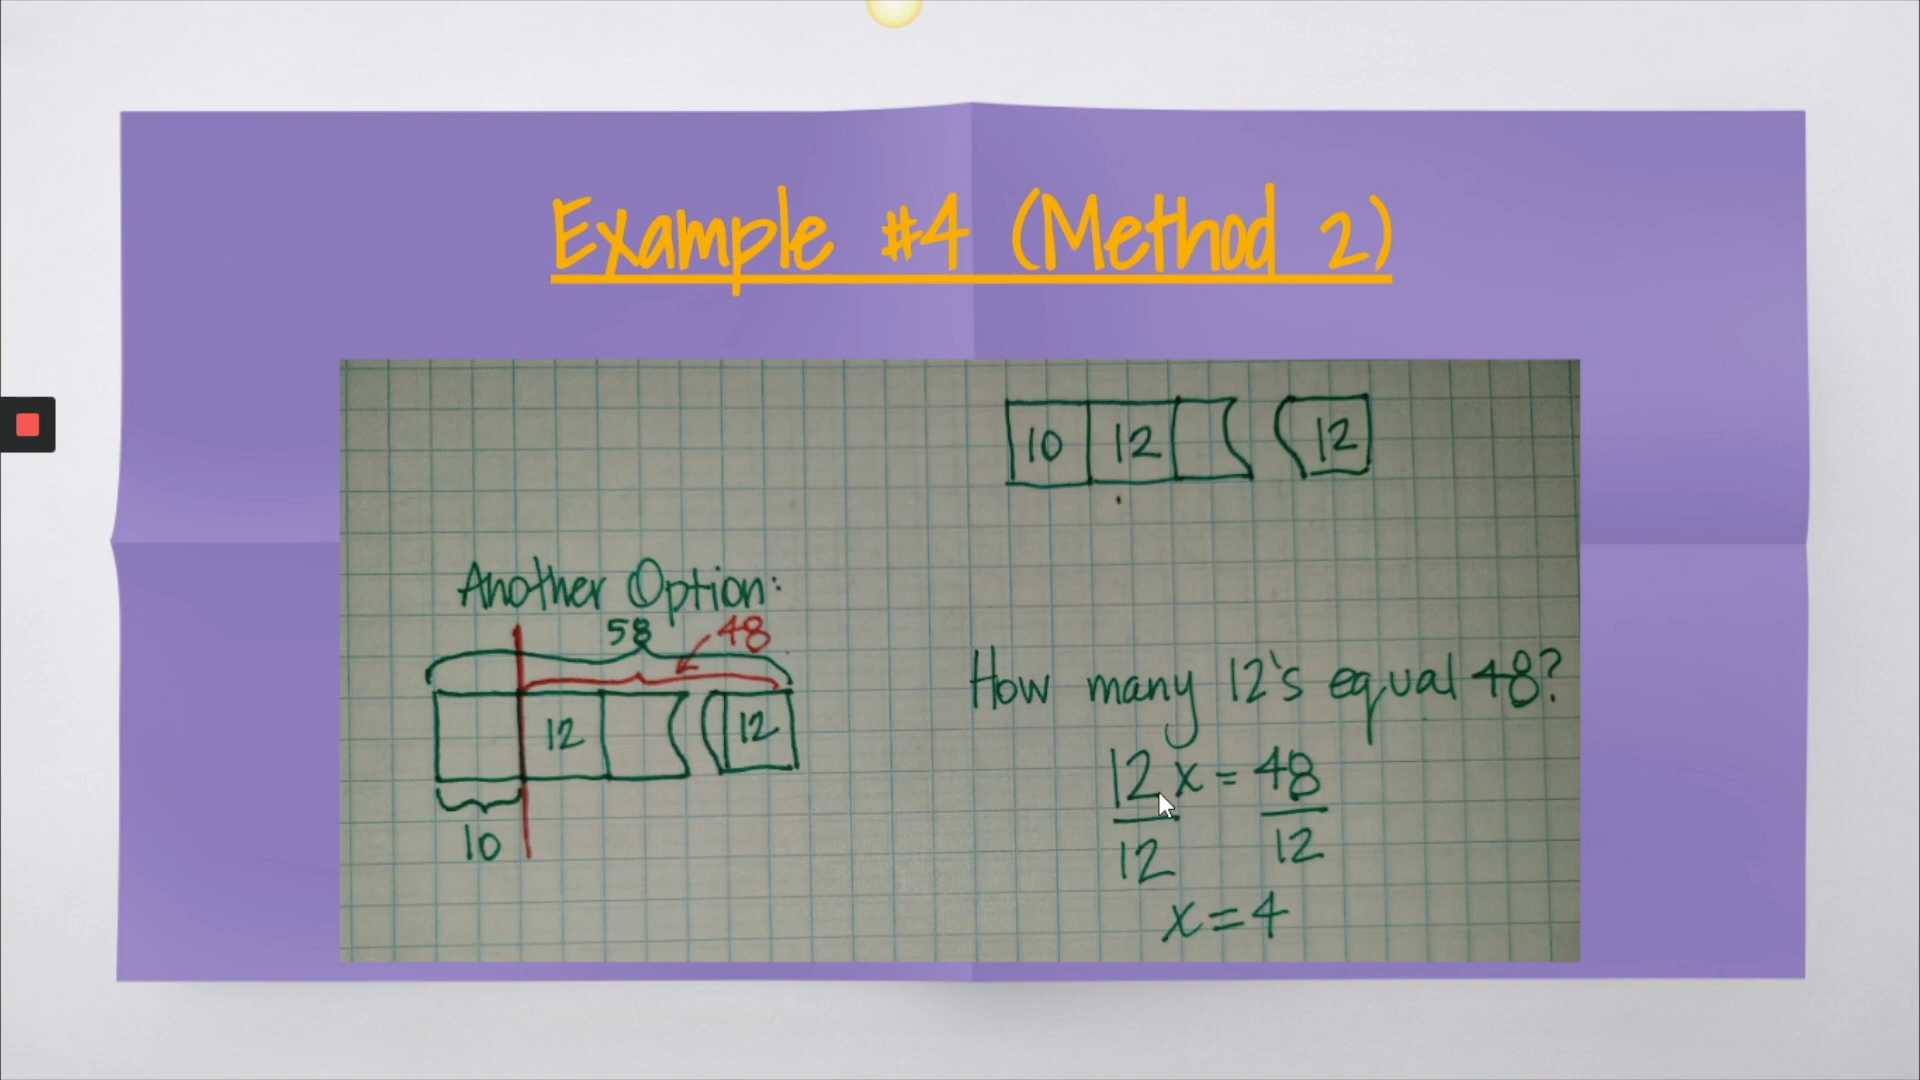 Example #4 (Method 2)
10 12 12
Another Option:
58 48
12 12
10
How many 12's equal 48?
12x = 48
12 12
x=4